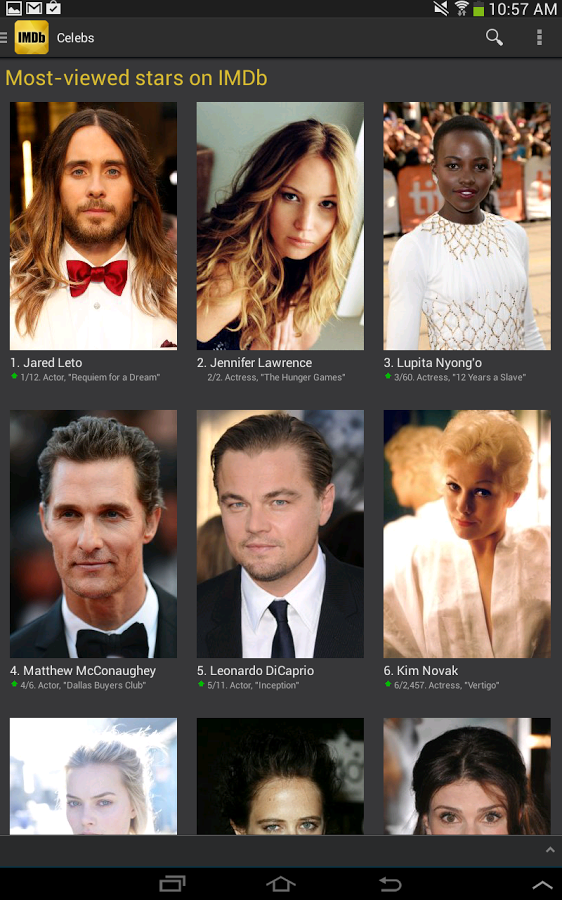 10:57 AM
IMDb Celebs
Most-viewed stars on IMDb
1. Jared Leto
1/12. Actor, "Requiem for a Dream"
2. Jennifer Lawrence
2/2. Actress, "The Hunger Games"
3. Lupita Nyong'o
3/60. Actress, "12 Years a Slave"
4. Matthew McConaughey
4/6. Actor, "Dallas Buyers Club"
5. Leonardo DiCaprio
5/11. Actor, "Inception"
6. Kim Novak
6/2,457. Actress, "Vertigo"